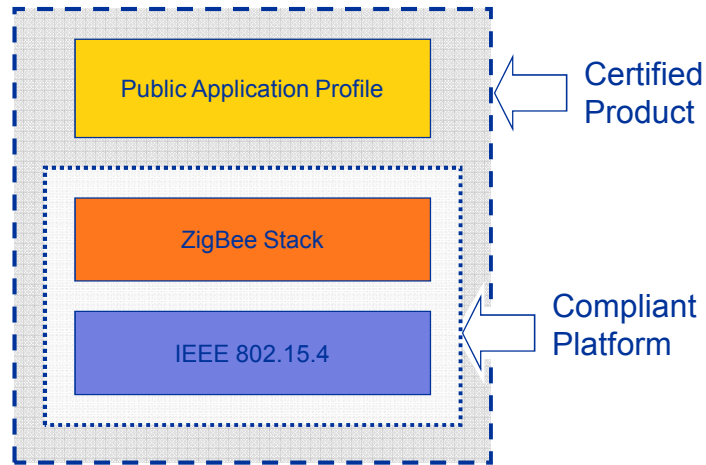 Public Application Profile
Certified
Product
ZigBee Stack
Compliant
Platform
IEEE 802.15.4